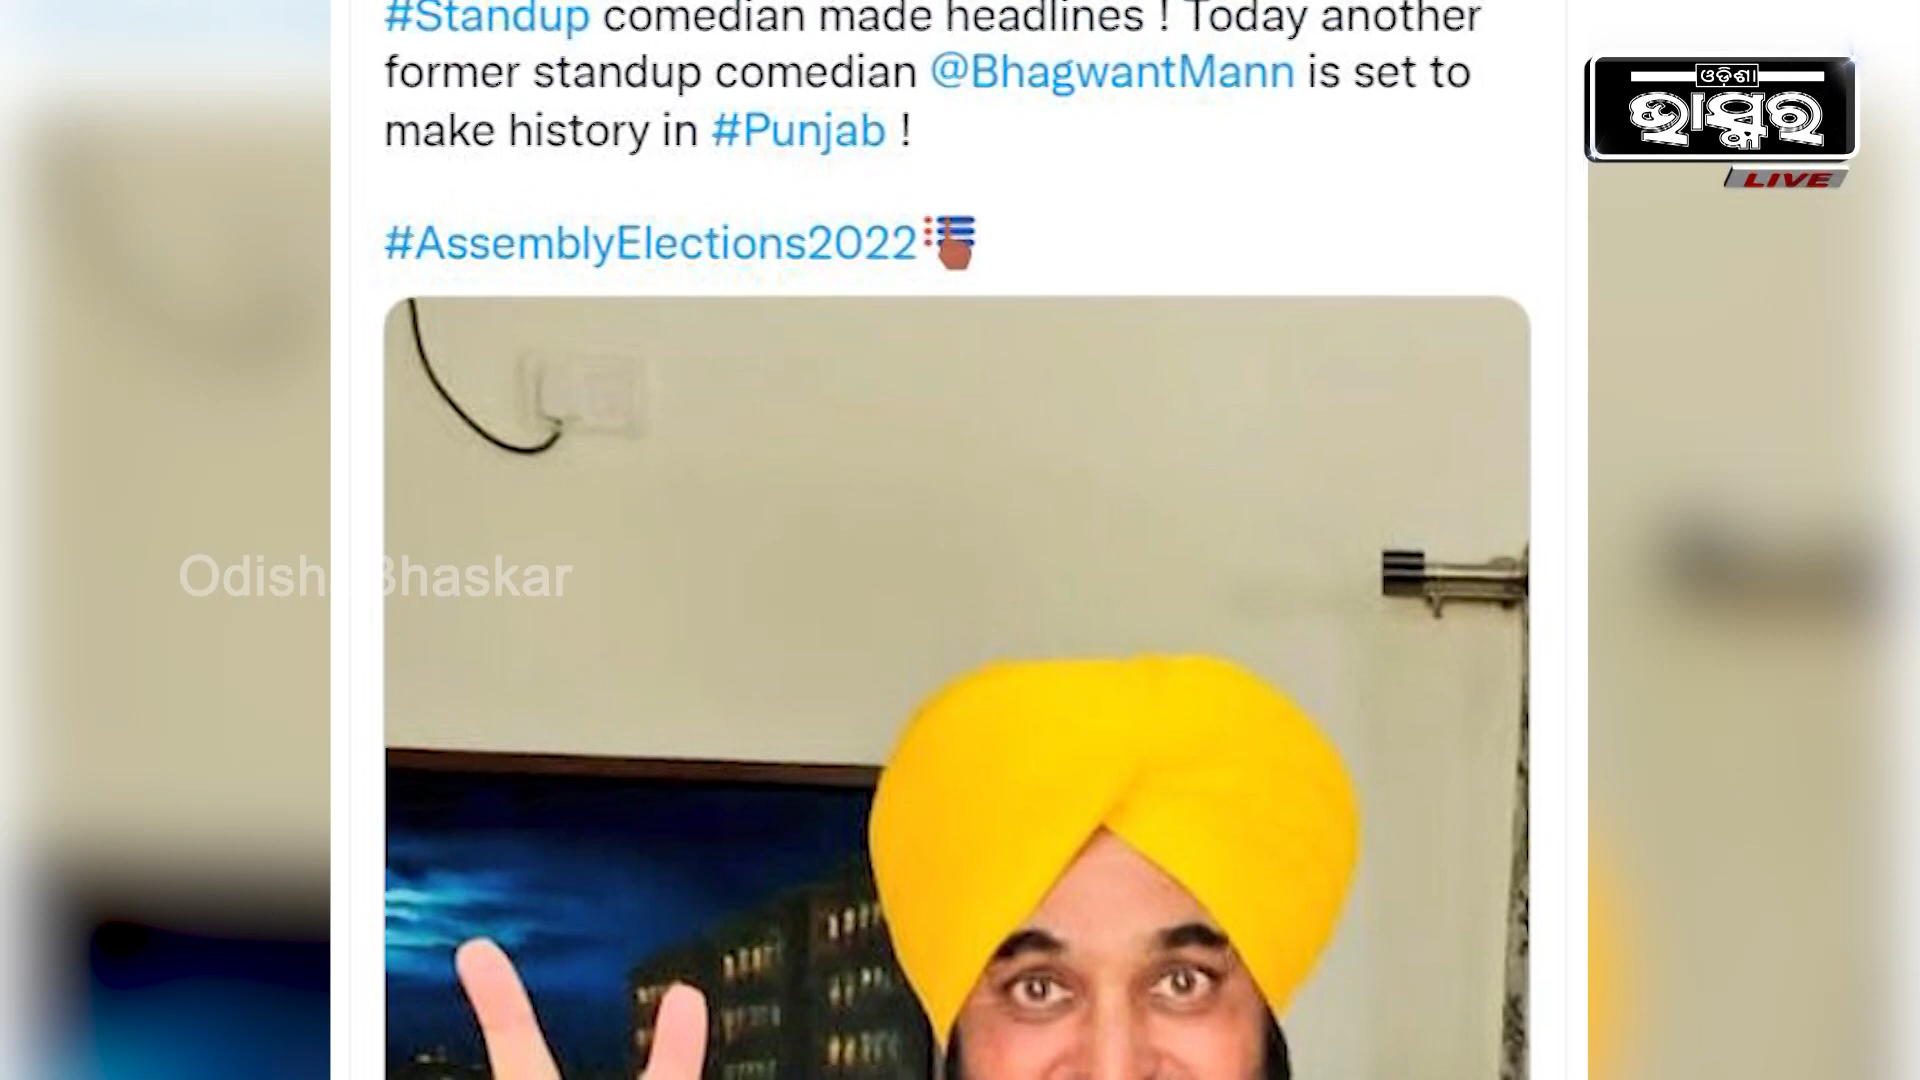 #Standup comedian made headlines ! Today another
former standup comedian @BhagwantMann is set to
make history in #Punjab !
#AssemblyElections2022
ଓଡ଼ିଶା
ଭାସ୍କର
LIVE
Odisha Bhaskar